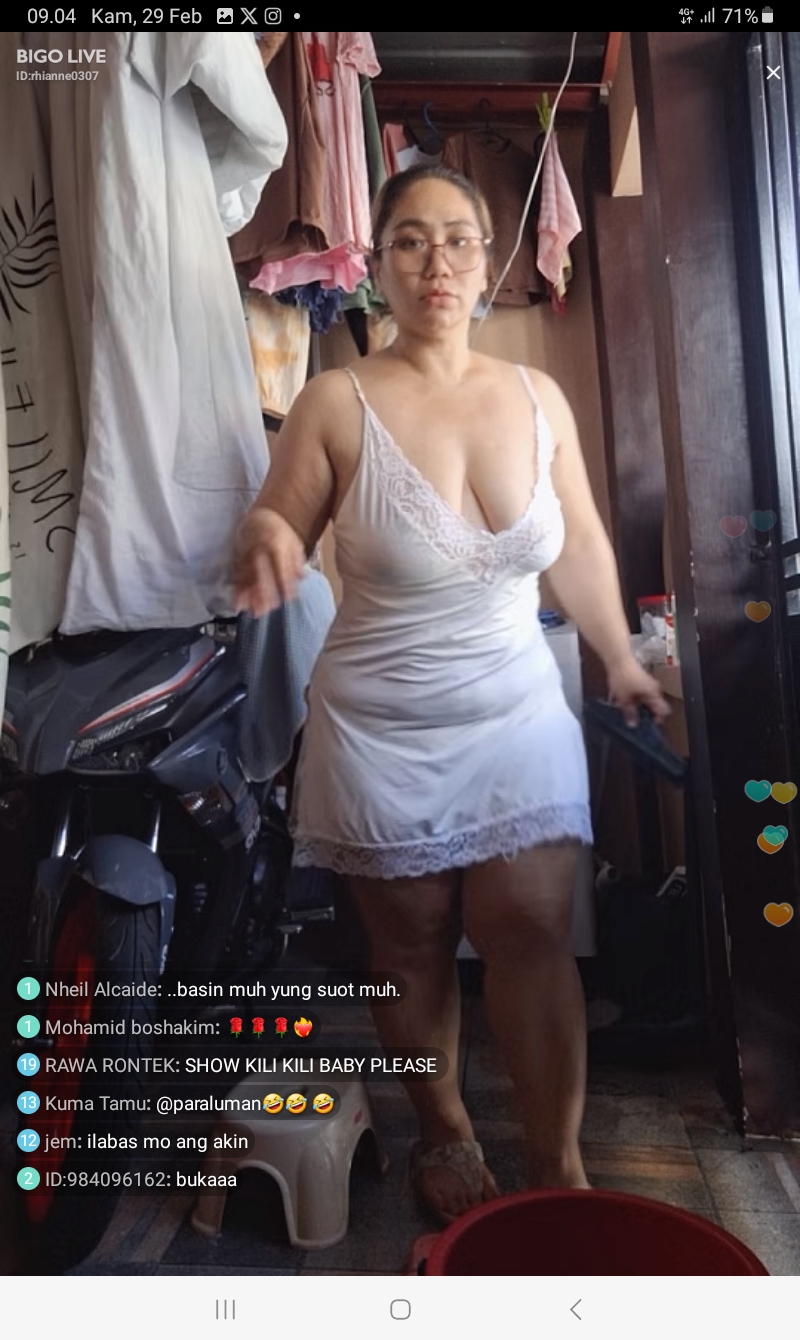 09.04 Kam, 29 Feb 4G+ 71%
BIGO LIVE
ID:rhianne0307
1 Nheil Alcaide: ..basin muh yung suot muh.
1 Mohamid boshakim: 🌹🌹🌹❤️‍🔥
19 RAWA RONTEK: SHOW KILI KILI BABY PLEASE
13 Kuma Tamu: @paraluman🤣🤣 🤣
12 jem: ilabas mo ang akin
2 ID:984096162: bukaaa